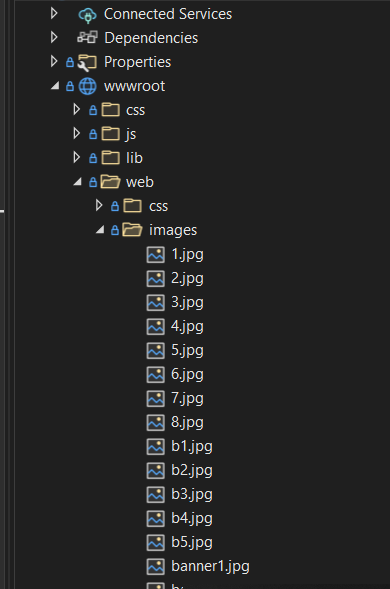 Connected Services
Dependencies
Properties
wwwroot
css
js
lib
web
css
images
1.jpg
2.jpg
3.jpg
4.jpg
5.jpg
6.jpg
7.jpg
8.jpg
b1.jpg
b2.jpg
b3.jpg
b4.jpg
b5.jpg
banner1.jpg